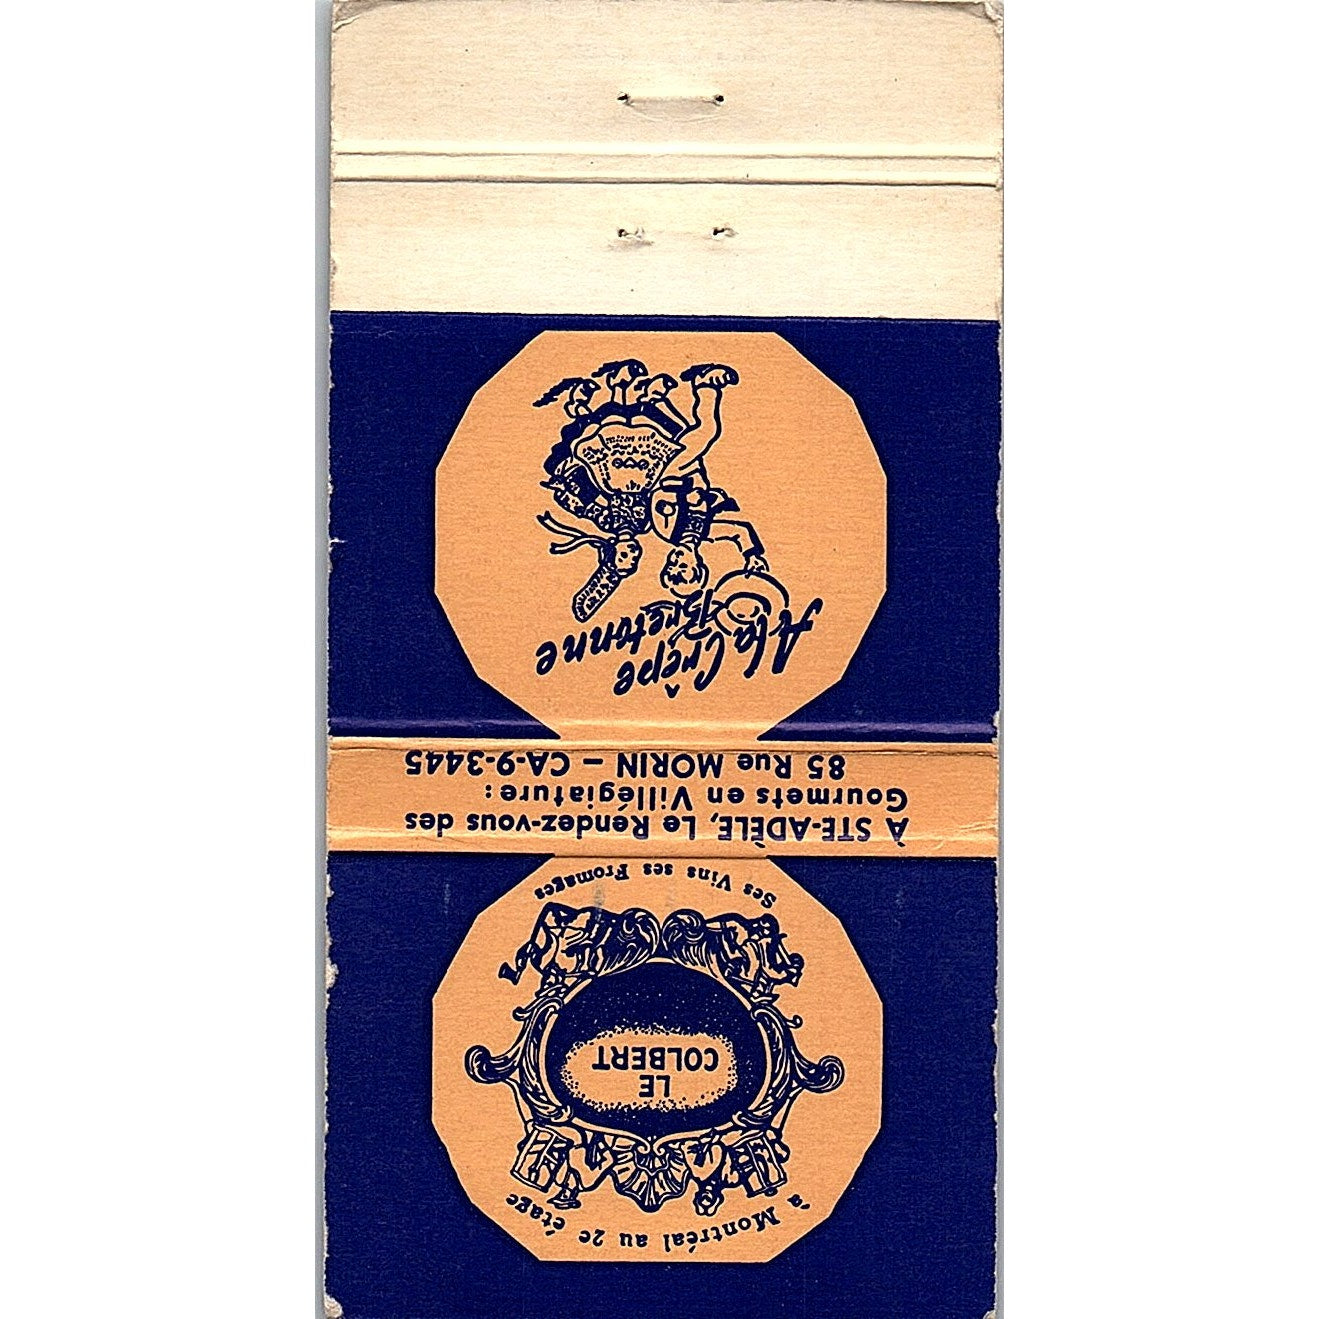 à Montréal au 2e étage
LE
COLBERT
Ses Vins ses Fromages
À STE-ADÈLE, Le Rendez-vous des
Gourmets en Villégiature:
85 Rue MORIN – CA-9-3445
A la Crêpe
Bretonne